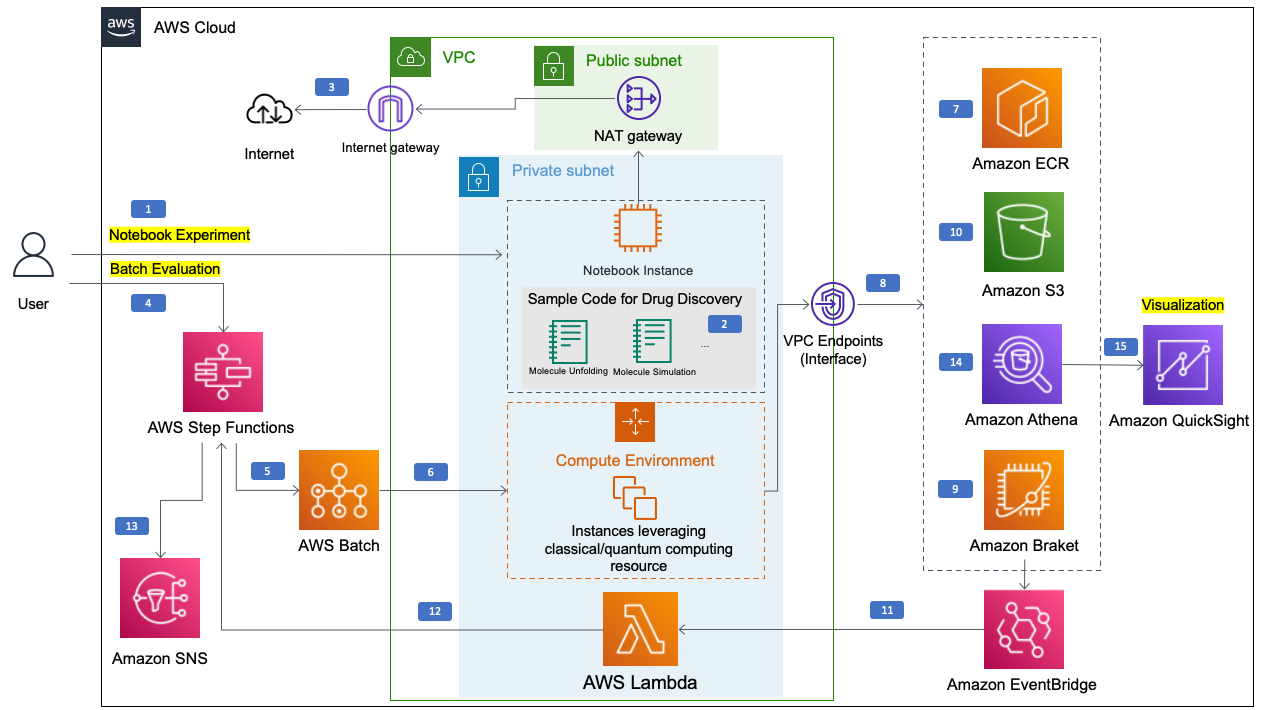 aws
AWS Cloud
VPC
Public subnet
NAT gateway
3
Internet
Internet gateway
Private subnet
1
Notebook Experiment
Batch Evaluation
4
User
Notebook Instance
Sample Code for Drug Discovery
2
...
Molecule Unfolding
Molecule Simulation
AWS Step Functions
5
AWS Batch
6
Compute Environment
Instances leveraging
classical/quantum computing
resource
VPC Endpoints
(Interface)
8
7
Amazon ECR
10
Amazon S3
14
Amazon Athena
9
Amazon Braket
Visualization
15
Amazon QuickSight
13
Amazon SNS
12
AWS Lambda
11
Amazon EventBridge